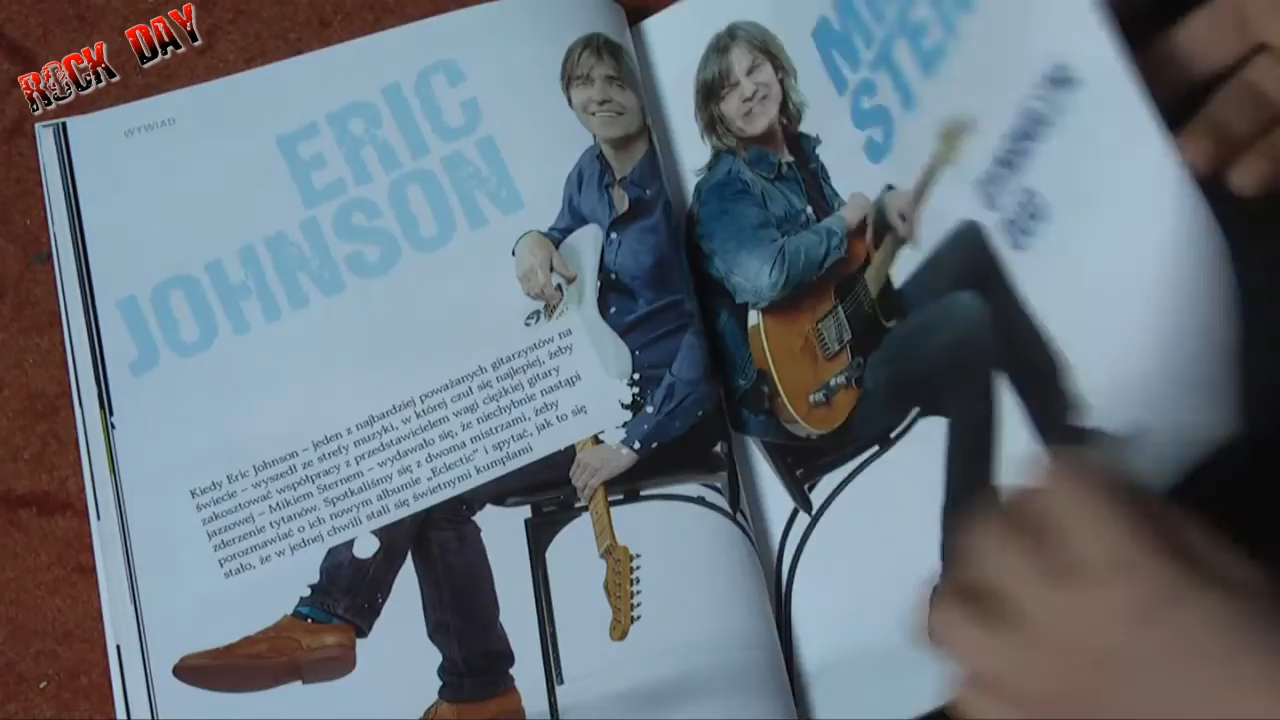 ROCK DAY
WYWIAD
ERIC
JOHNSON
Kiedy Eric Johnson – jeden z najbardziej poważanych gitarzystów na
świecie – wyszedł ze strefy muzyki, w której czuł się najlepiej, żeby
zakosztować współpracy z przedstawicielem wagi ciężkiej gitary
jazzowej – Mikiem Sternem – wydawało się, że niechybnie nastąpi
zderzenie tytanów. Spotkaliśmy się z dwoma mistrzami, żeby
porozmawiać o ich nowym albumie „Eclectic” i spytać, jak to się
stało, że w jednej chwili stali się świetnymi kumplami